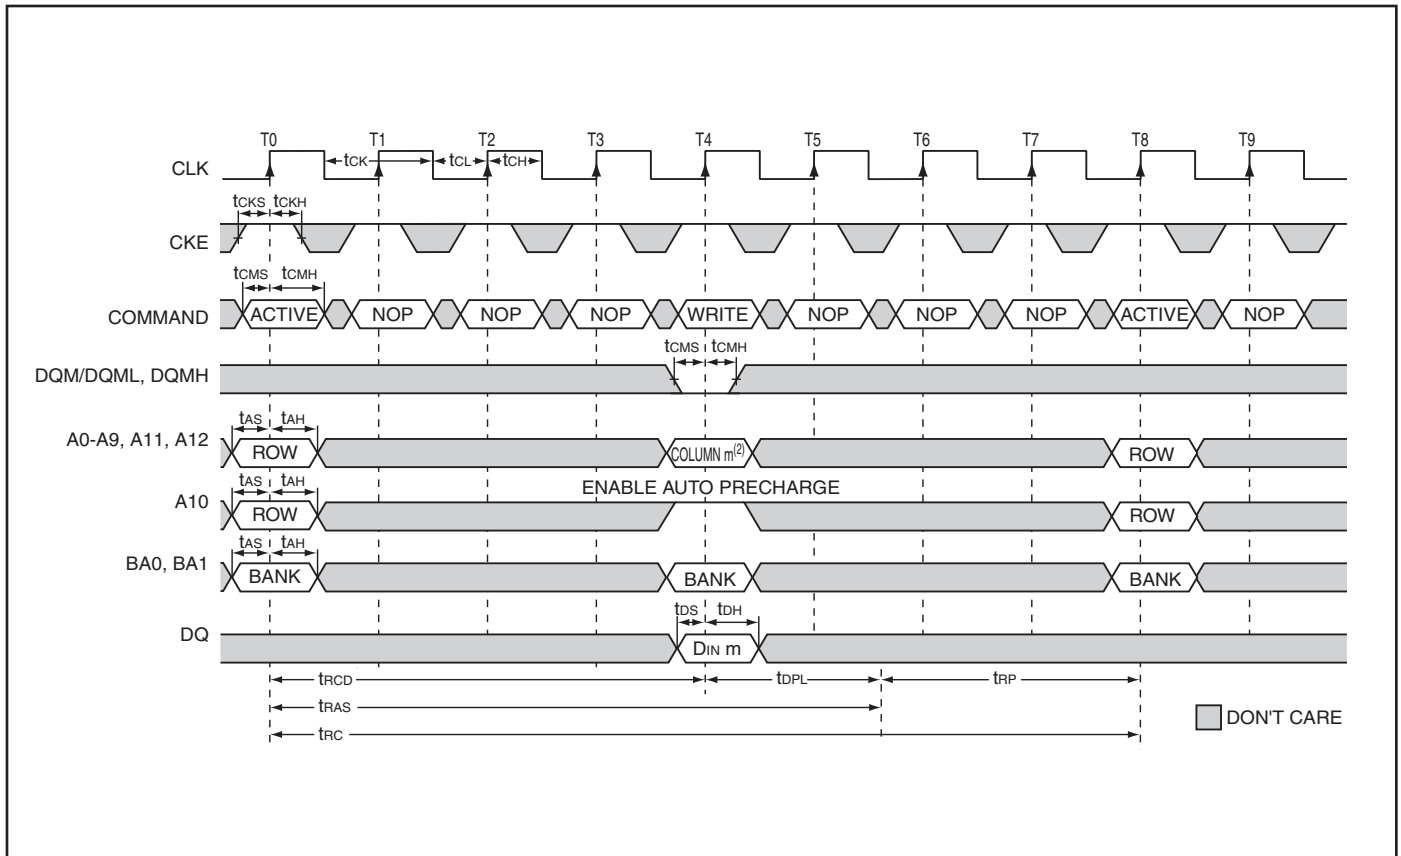 T0 T1 T2 T3 T4 T5 T6 T7 T8 T9
CLK tCK tCL tCH
tCKS tCKH
CKE
tCMS tCMH
COMMAND ACTIVE NOP NOP NOP WRITE NOP NOP NOP ACTIVE NOP
tCMS tCMH
DQM/DQML, DQMH
tAS tAH
A0-A9, A11, A12 ROW COLUMN m(2) ROW
tAS tAH ENABLE AUTO PRECHARGE
A10 ROW ROW
tAS tAH
BA0, BA1 BANK BANK BANK
tDS tDH
DQ DIN m
tRCD tDPL tRP
tRAS
DON'T CARE
tRC